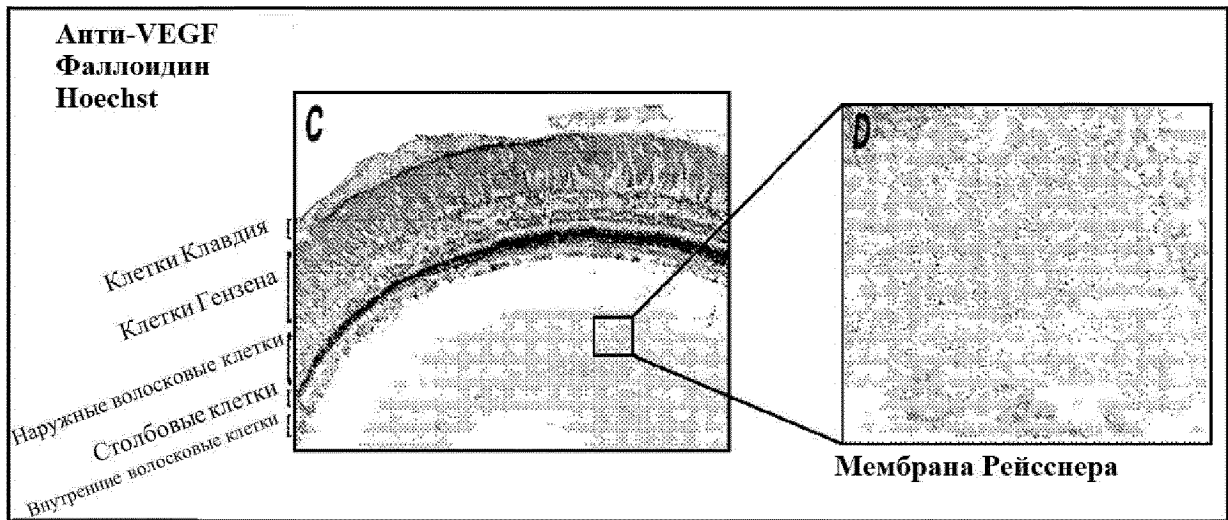 Анти-VEGF
Фаллоидин
Hoechst
C
D
Клетки Клавдия
Клетки Гензена
Наружные волосковые клетки
Столбовые клетки
Внутренние волосковые клетки
Мембрана Рейсснера